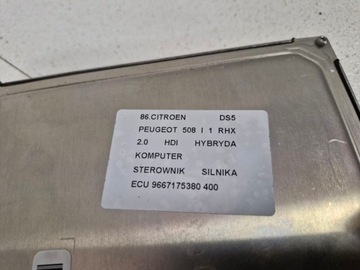 86.CITROEN DS5
PEUGEOT 508 I 1 RHX
2.0 HDI HYBRYDA
KOMPUTER
STEROWNIK SILNIKA
ECU 9667175380 400